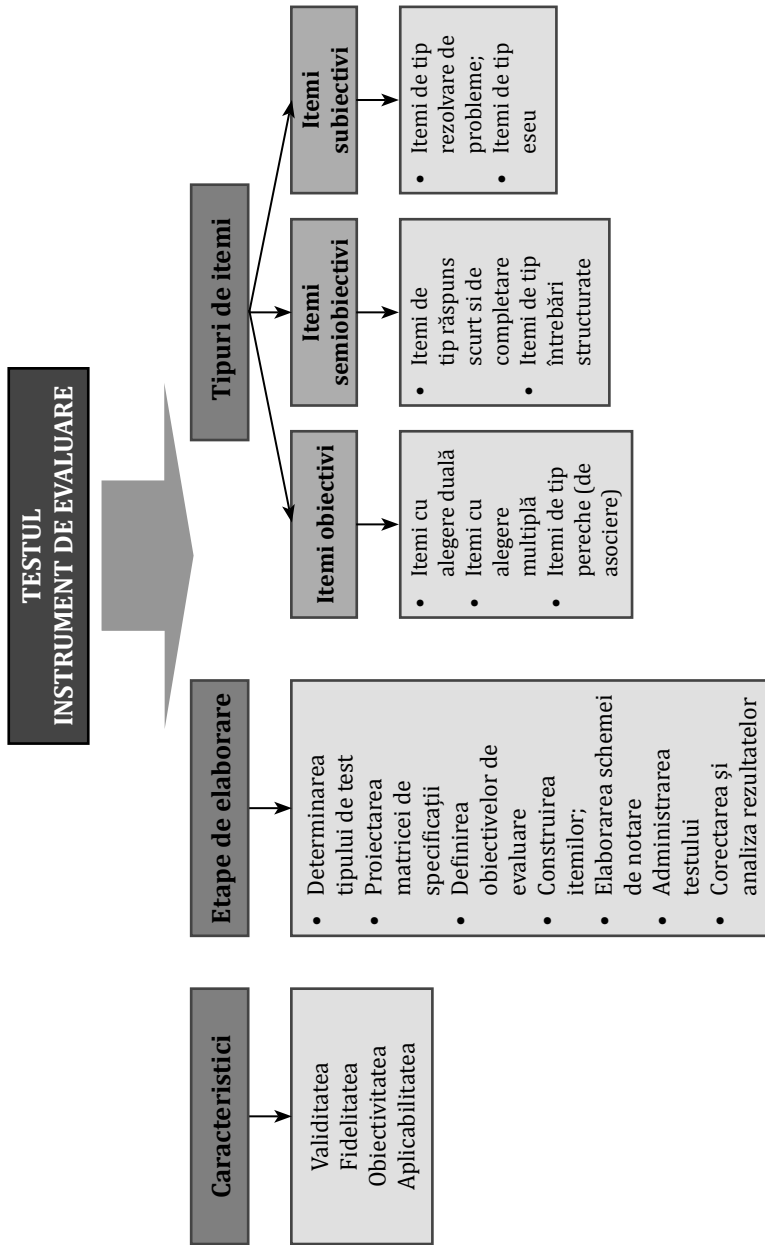 TESTUL
INSTRUMENT DE EVALUARE
Caracteristici
Validitatea
Fidelitatea
Obiectivitatea
Aplicabilitatea
Etape de elaborare
• Determinarea
tipului de test
• Proiectarea
matricei de
specificații
• Definirea
obiectivelor de
evaluare
• Construirea
itemilor;
• Elaborarea schemei
de notare
• Administrarea
testului
• Corectarea și
analiza rezultatelor
Tipuri de itemi
Itemi obiectivi
• Itemi cu
alegere duală
• Itemi cu
alegere
multiplă
• Itemi de tip
pereche (de
asociere)
Itemi
semiobiectivi
• Itemi de
tip răspuns
scurt si de
completare
• Itemi de tip
întrebări
structurate
Itemi
subiectivi
• Itemi de tip
rezolvare de
probleme;
• Itemi de tip
eseu